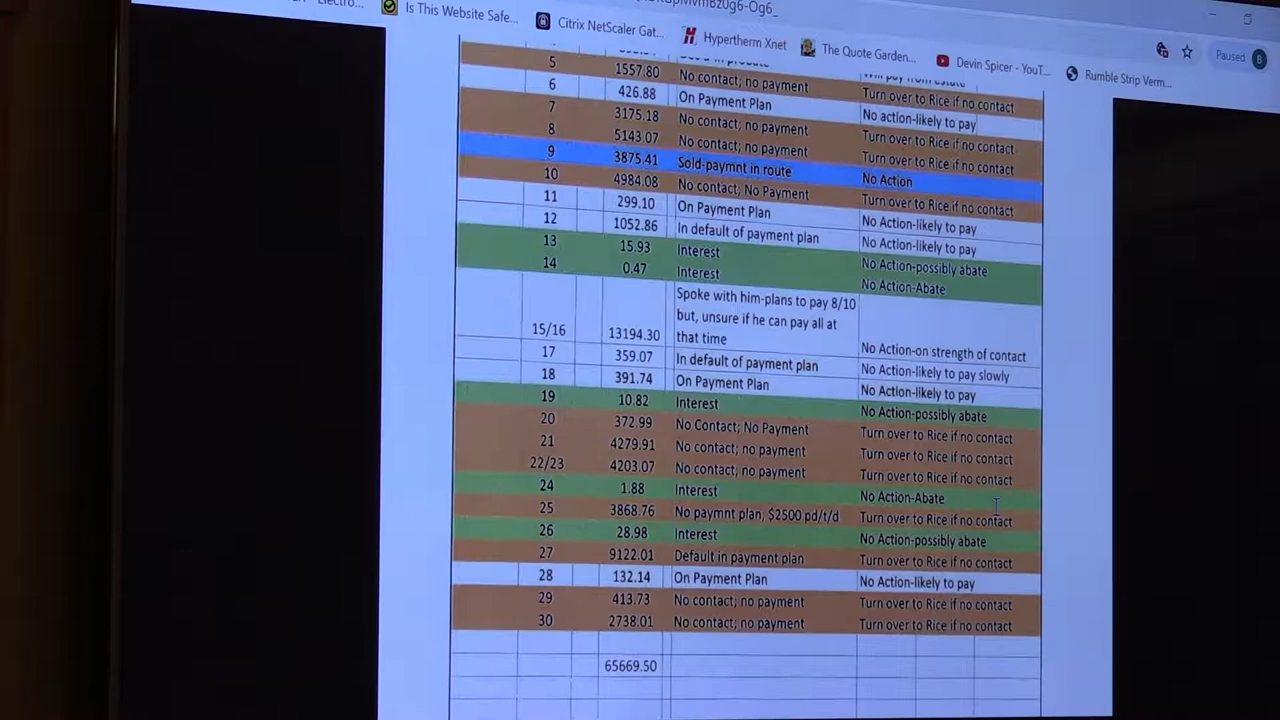 Is This Website Safe...
Citrix NetScaler Gat...
Hypertherm Xnet
The Quote Garden...
Devin Spicer - YouT...
Rumble Strip Verm...
Paused B
5 1557.80 No contact; no payment Turn over to Rice if no contact
6 426.88 On Payment Plan No action-likely to pay
7 3175.18 No contact; no payment Turn over to Rice if no contact
8 5143.07 No contact; no payment Turn over to Rice if no contact
9 3875.41 Sold-paymnt in route No Action
10 4984.08 No contact; No Payment Turn over to Rice if no contact
11 299.10 On Payment Plan No Action-likely to pay
12 1052.86 In default of payment plan No Action-likely to pay
13 15.93 Interest No Action-possibly abate
14 0.47 Interest No Action-Abate
Spoke with him-plans to pay 8/10
but, unsure if he can pay all at
15/16 13194.30 that time No Action-on strength of contact
17 359.07 In default of payment plan No Action-likely to pay slowly
18 391.74 On Payment Plan No Action-likely to pay
19 10.82 Interest No Action-possibly abate
20 372.99 No Contact; No Payment Turn over to Rice if no contact
21 4279.91 No contact; no payment Turn over to Rice if no contact
22/23 4203.07 No contact; no payment Turn over to Rice if no contact
24 1.88 Interest No Action-Abate
25 3868.76 No paymnt plan; $2500 pd/t/d Turn over to Rice if no contact
26 28.98 Interest No Action-possibly abate
27 9122.01 Default in payment plan Turn over to Rice if no contact
28 132.14 On Payment Plan No Action-likely to pay
29 413.73 No contact; no payment Turn over to Rice if no contact
30 2738.01 No contact; no payment Turn over to Rice if no contact
65669.50